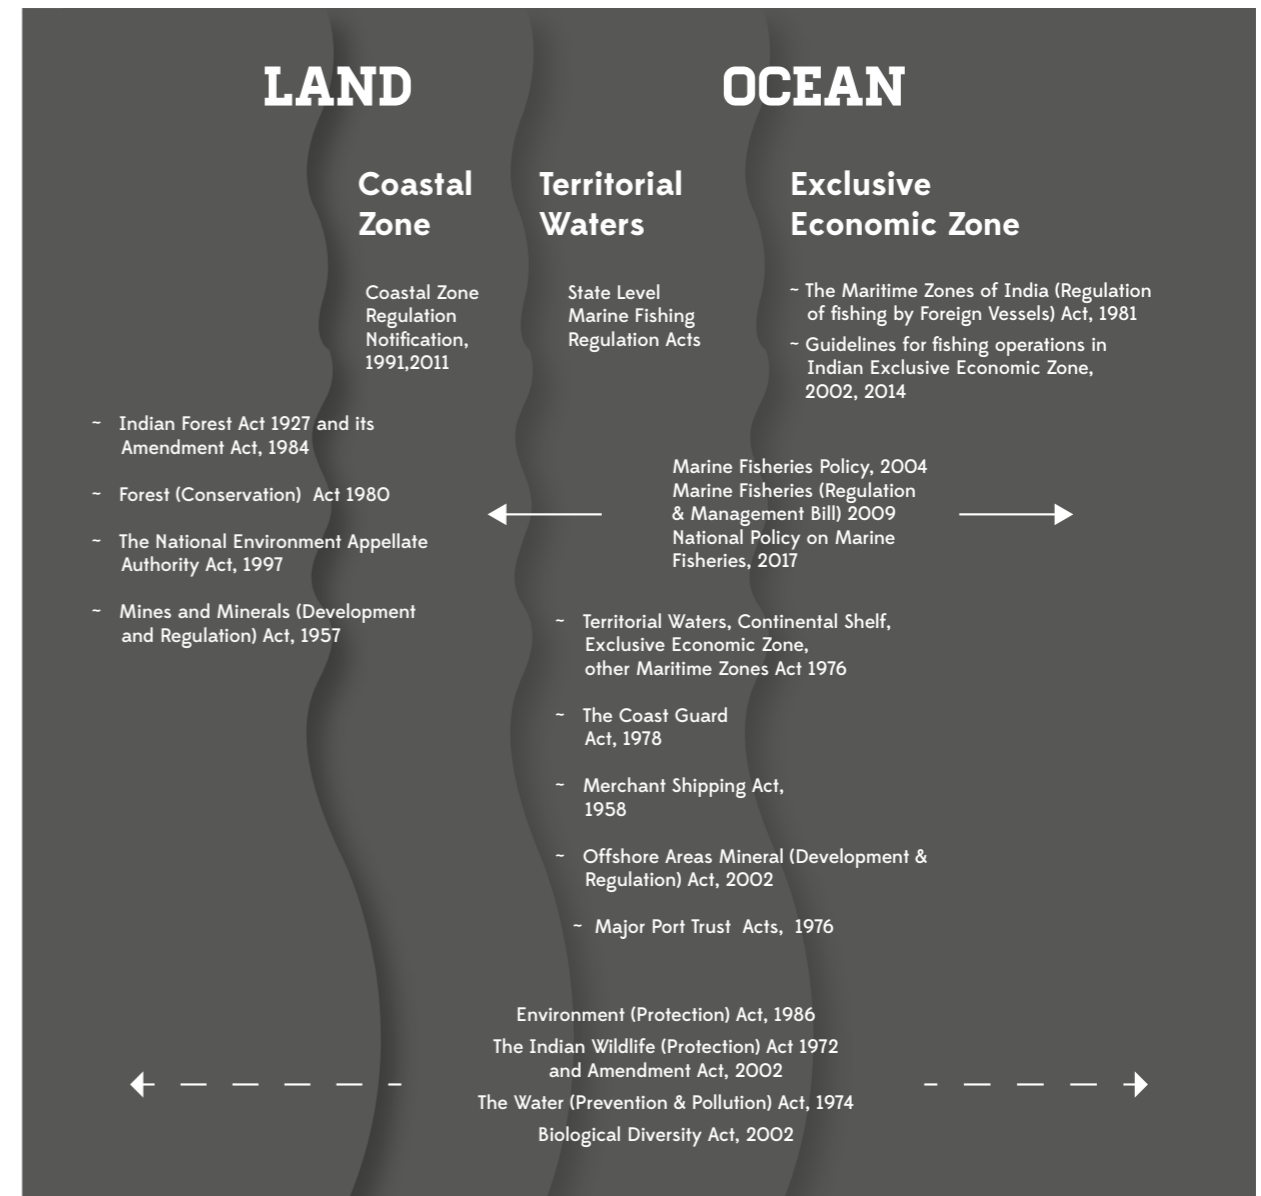 LAND
OCEAN
Coastal
Zone
Territorial
Waters
Exclusive
Economic Zone
Coastal Zone
Regulation
Notification,
1991,2011
State Level
Marine Fishing
Regulation Acts
~ The Maritime Zones of India (Regulation
of fishing by Foreign Vessels) Act, 1981
~ Guidelines for fishing operations in
Indian Exclusive Economic Zone,
2002, 2014
~ Indian Forest Act 1927 and its
Amendment Act, 1984
~ Forest (Conservation) Act 1980
~ The National Environment Appellate
Authority Act, 1997
~ Mines and Minerals (Development
and Regulation) Act, 1957
Marine Fisheries Policy, 2004
Marine Fisheries (Regulation
& Management Bill) 2009
National Policy on Marine
Fisheries, 2017
~ Territorial Waters, Continental Shelf,
Exclusive Economic Zone,
other Maritime Zones Act 1976
~ The Coast Guard
Act, 1978
~ Merchant Shipping Act,
1958
~ Offshore Areas Mineral (Development &
Regulation) Act, 2002
~ Major Port Trust Acts, 1976
Environment (Protection) Act, 1986
The Indian Wildlife (Protection) Act 1972
and Amendment Act, 2002
The Water (Prevention & Pollution) Act, 1974
Biological Diversity Act, 2002